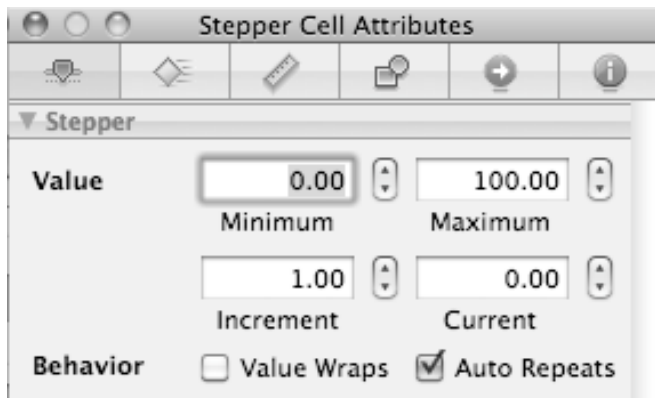 Stepper Cell Attributes
Stepper
Value 0.00 100.00
Minimum Maximum
1.00 0.00
Increment Current
Behavior Value Wraps Auto Repeats